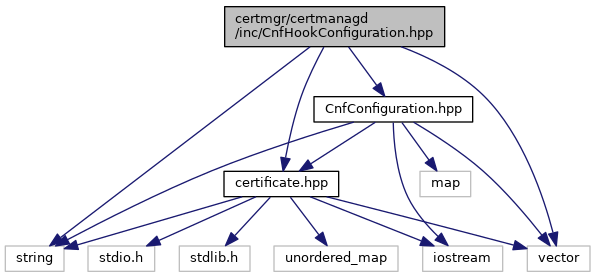 certmgr/certmanagd
/inc/CnfHookConfiguration.hpp
CnfConfiguration.hpp
certificate.hpp
map
string
stdio.h
stdlib.h
unordered_map
iostream
vector